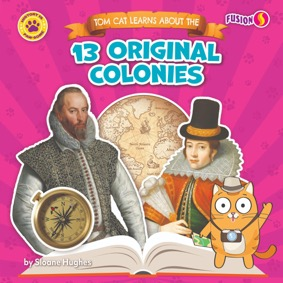 TOM CAT LEARNS ABOUT THE
FUSION
13 ORIGINAL
COLONIES
by Sloane Hughes